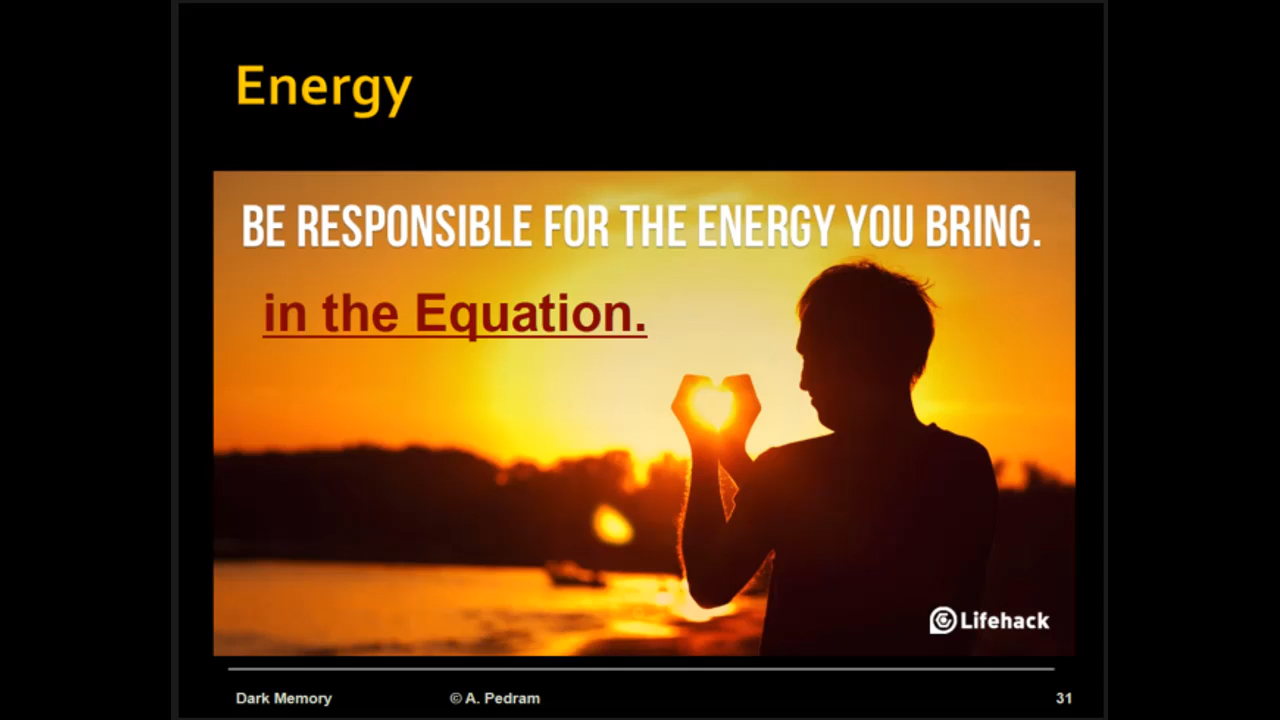 Energy
BE RESPONSIBLE FOR THE ENERGY YOU BRING.
in the Equation.
Lifehack
Dark Memory © A. Pedram 31